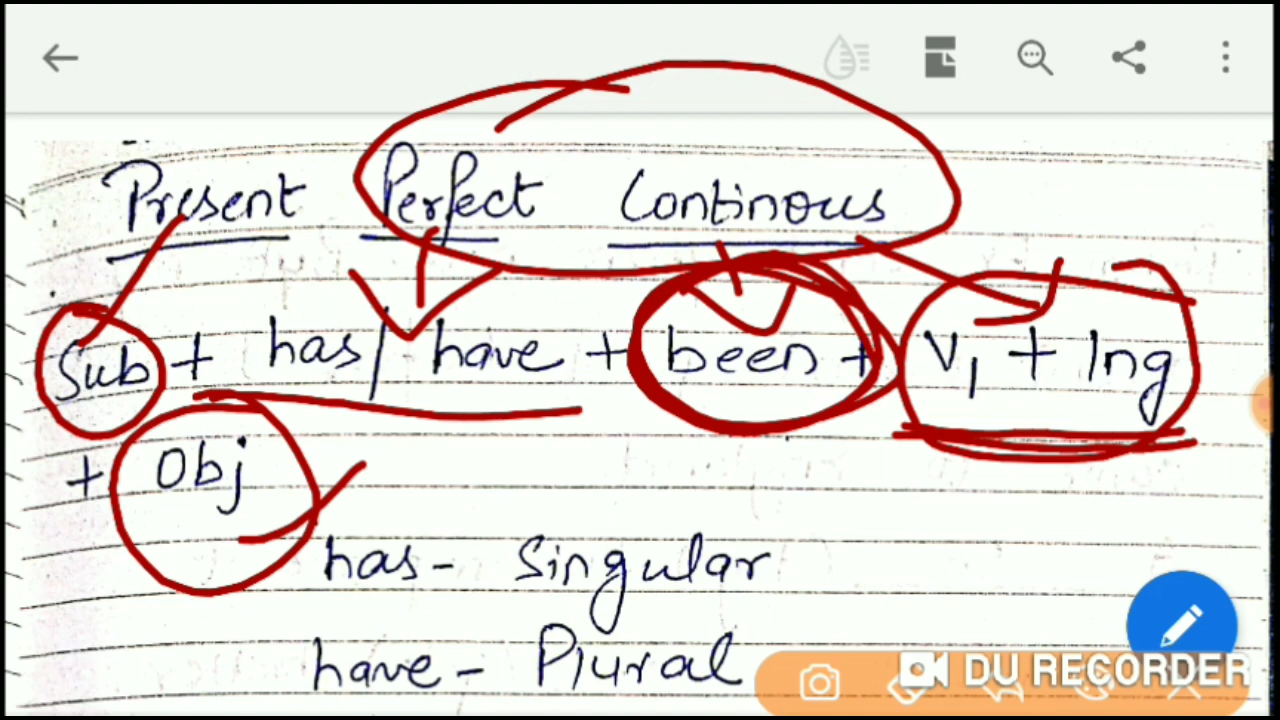 Present Perfect Continous
Sub + has/have + been + V1 + Ing
+ Obj
has- Singular
have- Plural
DU RECORDER